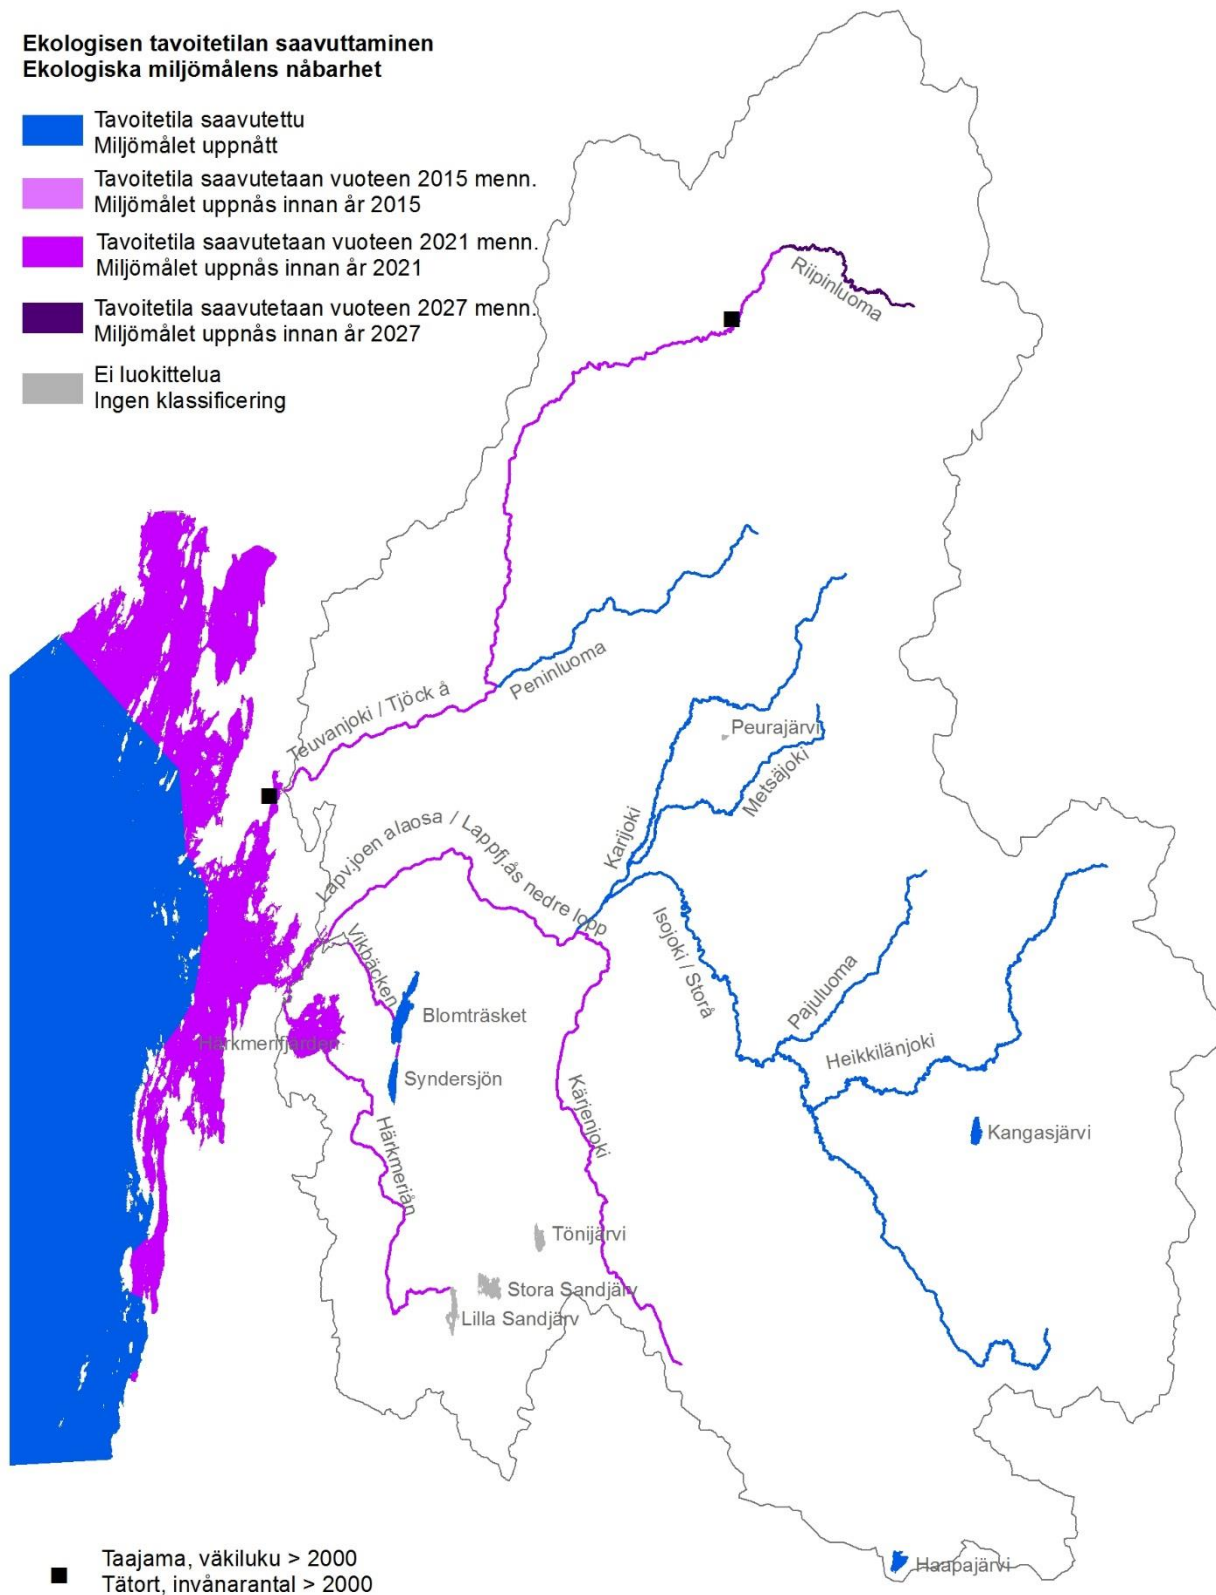 Ekologisen tavoitetilan saavuttaminen
Ekologiska miljömålens nåbarhet
Tavoitetila saavutettu
Miljömålet uppnått
Tavoitetila saavutetaan vuoteen 2015 menn.
Miljömålet uppnås innan år 2015
Tavoitetila saavutetaan vuoteen 2021 menn.
Miljömålet uppnås innan år 2021
Tavoitetila saavutetaan vuoteen 2027 menn.
Miljömålet uppnås innan år 2027
Ei luokittelua
Ingen klassificering
Riipinluoma
Peninluoma
Teuvanjoki / Tjöck å
Peurajärvi
Metsäjoki
Karijoki
Lapv.joen alaosa / Lappfj.ås nedre lopp
Isojoki / Storå
Vikbäcken
Pajuluoma
Blomträsket
Härkmerifjärden
Heikkilänjoki
Syndersjön
Kärjenjoki
Kangasjärvi
Härkmeriån
Tönijärvi
Stora Sandjärv
Lilla Sandjärv
Haapajärvi
Taajama, väkiluku > 2000
Tätort, invånarantal > 2000